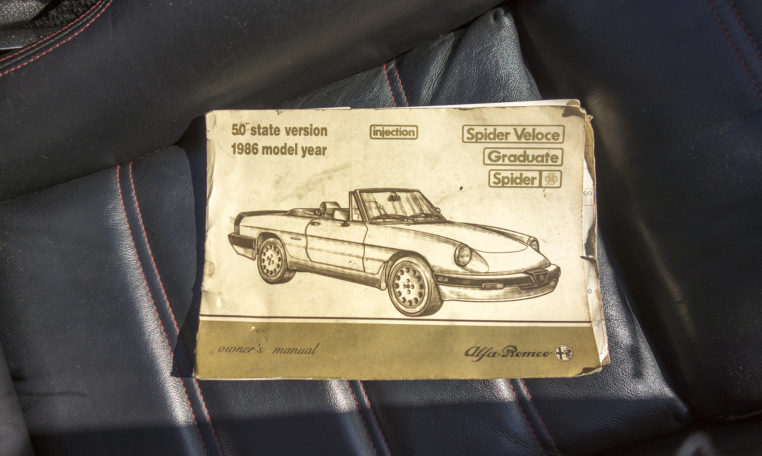 50 state version
1986 model year
injection
Spider Veloce
Graduate
Spider
owner's manual
Alfa Romeo